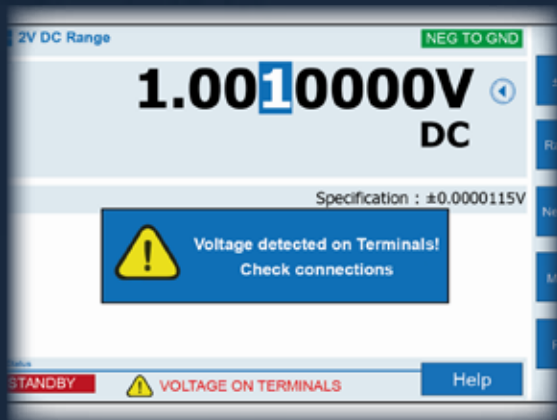 2V DC Range
NEG TO GND
1.0010000V
DC
Specification : ±0.0000115V
Voltage detected on Terminals!
Check connections
Status
STANDBY
VOLTAGE ON TERMINALS
Help